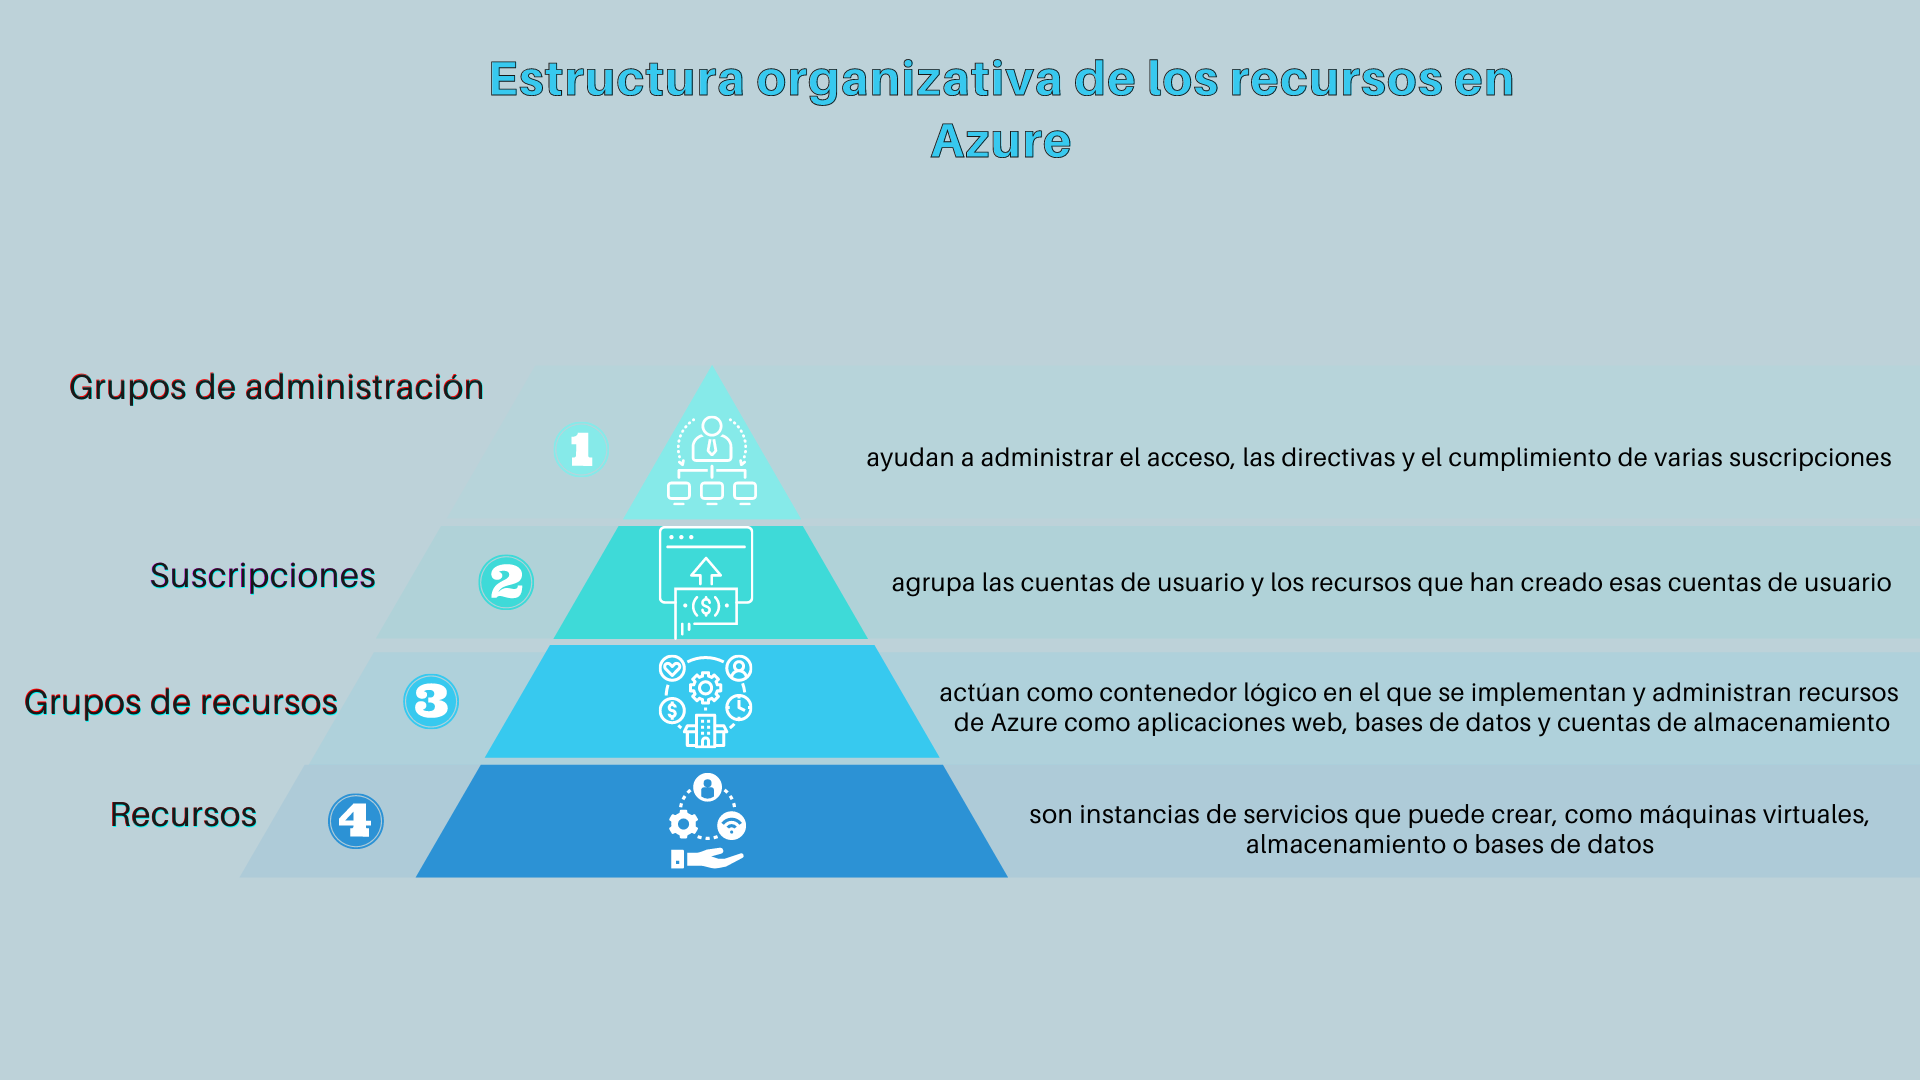 Estructura organizativa de los recursos en
Azure
Grupos de administración
1
ayudan a administrar el acceso, las directivas y el cumplimiento de varias suscripciones
Suscripciones
2
($)
agrupa las cuentas de usuario y los recursos que han creado esas cuentas de usuario
Grupos de recursos
3
$
actúan como contenedor lógico en el que se implementan y administran recursos
de Azure como aplicaciones web, bases de datos y cuentas de almacenamiento
Recursos
4
son instancias de servicios que puede crear, como máquinas virtuales,
almacenamiento o bases de datos